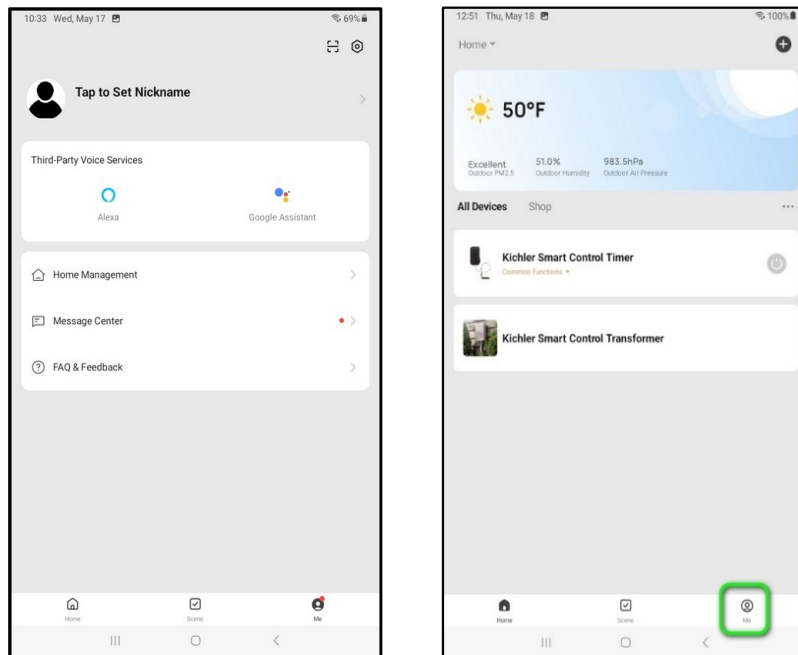 10:33 Wed, May 17
69%
Tap to Set Nickname
Third-Party Voice Services
Alexa
Google Assistant
Home Management
Message Center
FAQ & Feedback
Home
Scene
Me
12:51 Thu, May 18
100%
Home
50°F
Excellent
51.0%
983.5hPa
Outdoor PM2.5
Outdoor Humidity
Outdoor Air Pressure
All Devices
Shop
Kichler Smart Control Timer
Common Functions
Kichler Smart Control Transformer
Home
Scene
Me